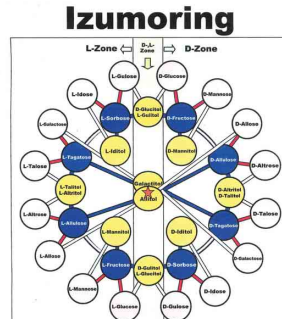 Izumoring
L-Zone
D-,L-
Zone
D-Zone
L-Gulose
D-Glucose
L-Idose
D-Mannose
L-Sorbose
D-Glucitol
L-Gulitol
D-Fructose
L-Galactose
D-Allose
L-Iditol
D-Mannitol
L-Tagatose
D-Allulose
L-Talose
D-Altrose
Galactitol
L-Talitol
L-Altritol
D-Altritol
D-Talitol
Allitol
L-Altrose
D-Talose
L-Allulose
D-Tagatose
L-Mannitol
D-Iditol
L-Allose
D-Galactose
L-Fructose
D-Gulitol
L-Glucitol
D-Sorbose
L-Mannose
D-Idose
L-Glucose
D-Gulose